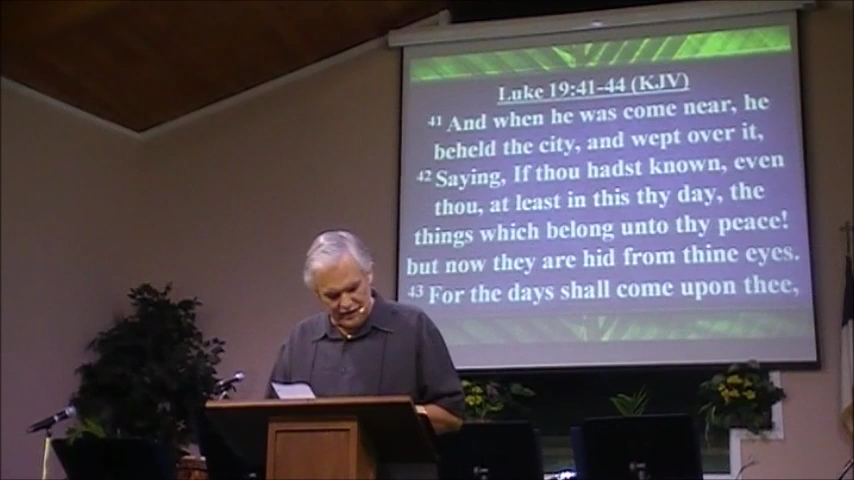 Luke 19:41-44 (KJV)
41 And when he was come near, he
beheld the city, and wept over it,
42 Saying, If thou hadst known, even
thou, at least in this thy day, the
things which belong unto thy peace!
but now they are hid from thine eyes.
43 For the days shall come upon thee,